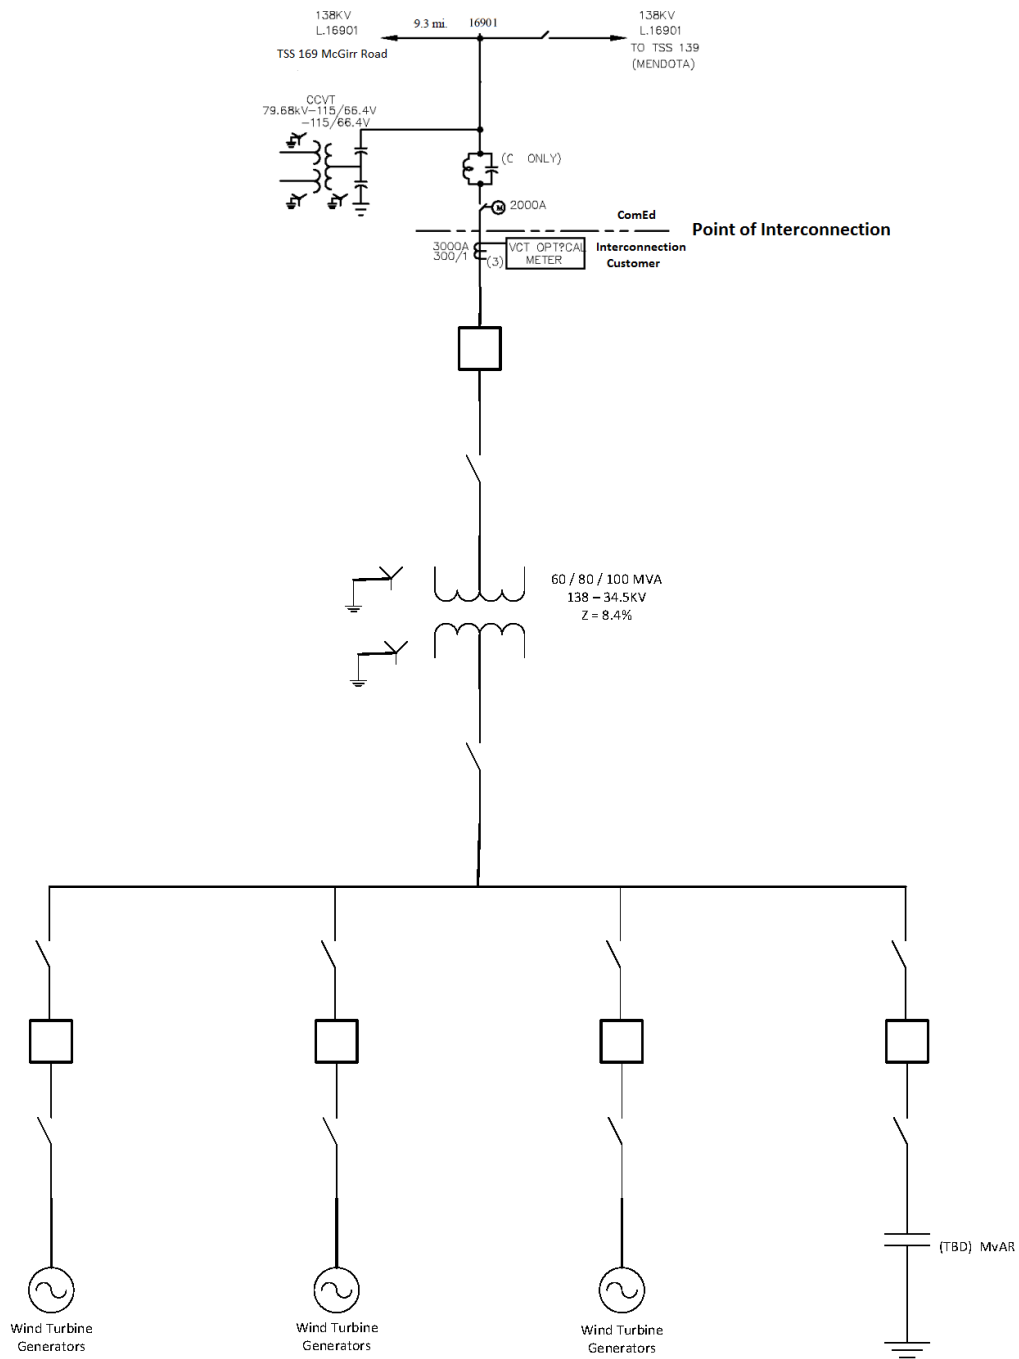 138KV
L.16901
9.3 mi.
16901
138KV
L.16901
TSS 169 McGirr Road
TO TSS 139
(MENDOTA)
CCVT
79.68kV-115/66.4V
-115/66.4V
(C ONLY)
M
2000A
ComEd
Point of Interconnection
3000A
300/1
(3)
VCT OPT?CAL
METER
Interconnection
Customer
60 / 80 / 100 MVA
138 – 34.5KV
Z = 8.4%
(TBD) MvAR
Wind Turbine
Generators
Wind Turbine
Generators
Wind Turbine
Generators